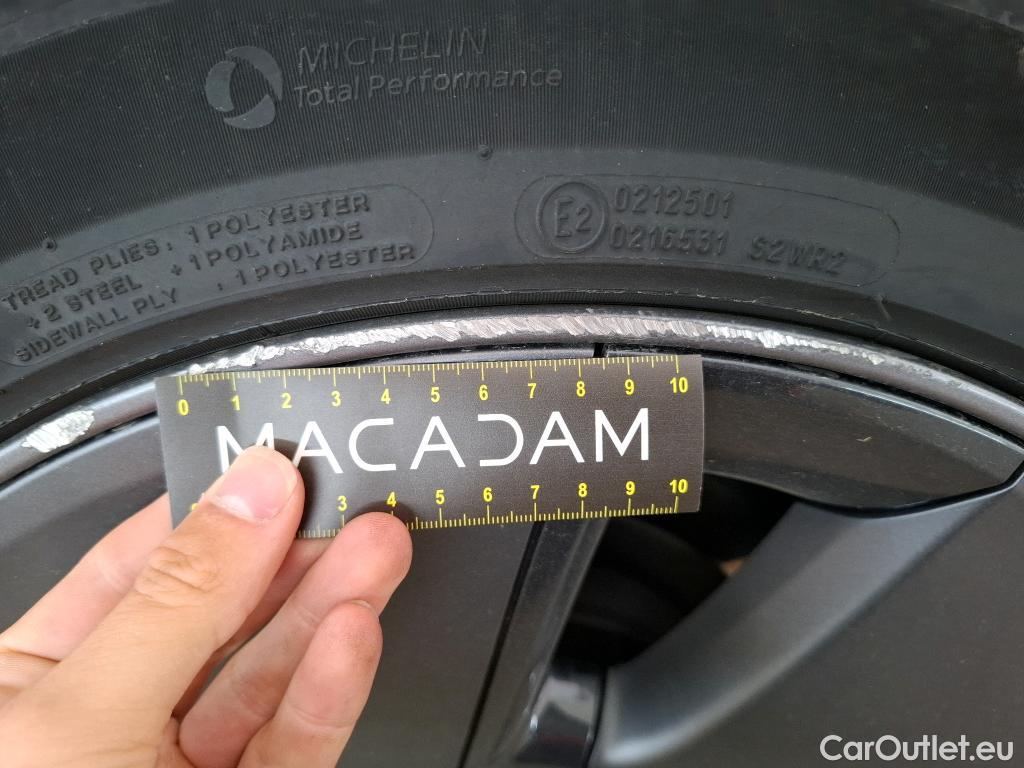 MICHELIN
Total Performance
TREAD PLIES: 1 POLYESTER
+ 2 STEEL + 1 POLYAMIDE
SIDEWALL PLY : 1 POLYESTER
E2
0212501
0216531 S2WR2
0 1 2 3 4 5 6 7 8 9 10
MACADAM
3 4 5 6 7 8 9 10
CarOutlet.eu